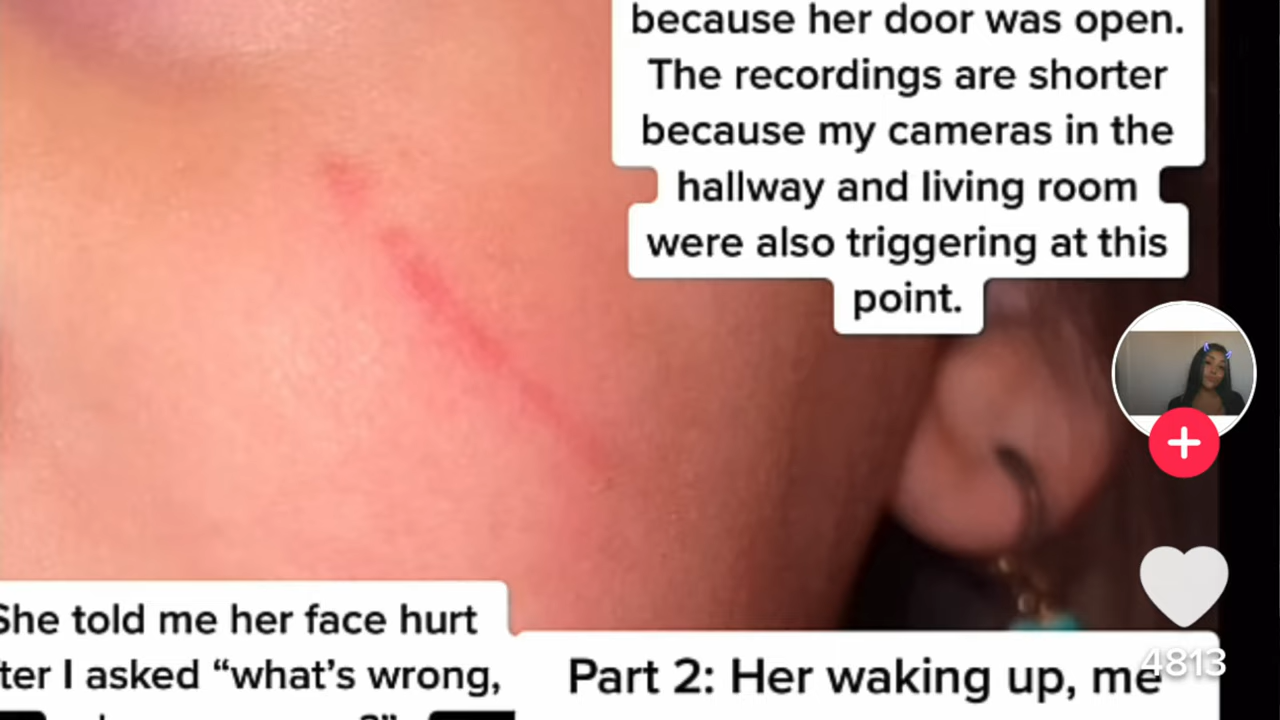 because her door was open.
The recordings are shorter
because my cameras in the
hallway and living room
were also triggering at this
point.
She told me her face hurt
ter I asked “what’s wrong,
Part 2: Her waking up, me
4813